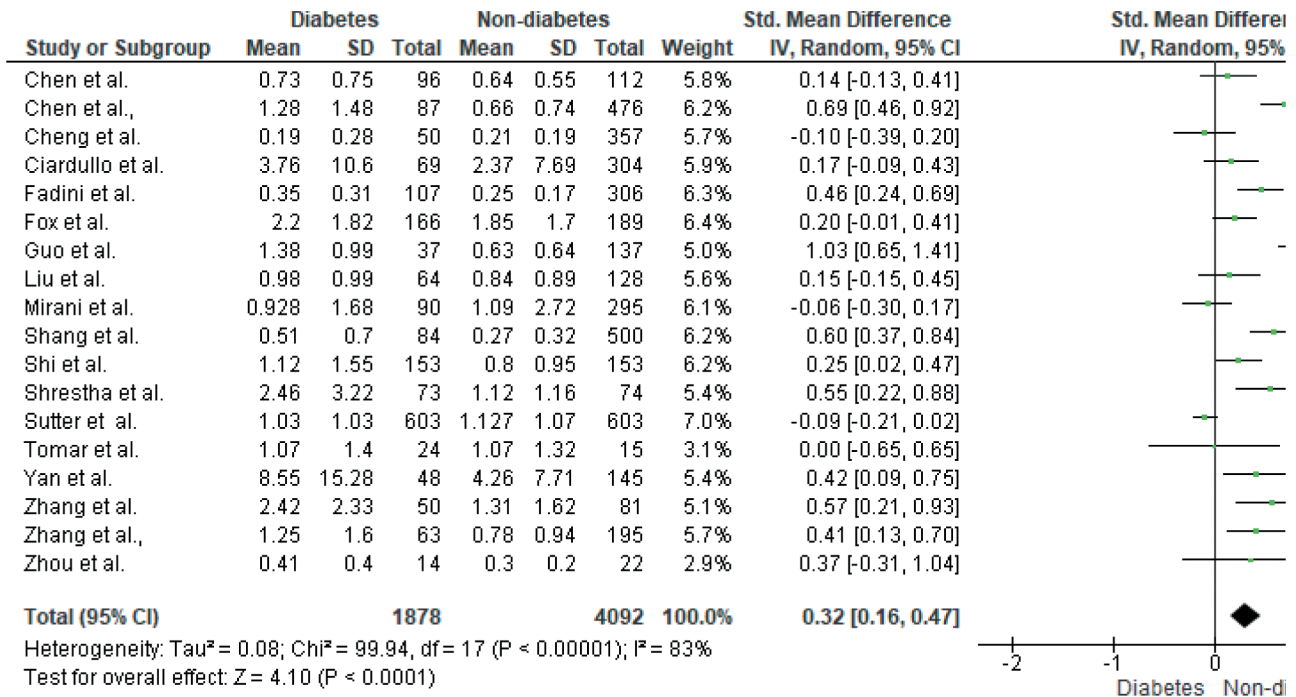 Diabetes Non-diabetes Std. Mean Difference Std. Mean Differer
Study or Subgroup Mean SD Total Mean SD Total Weight IV, Random, 95% CI IV, Random, 95%
Chen et al. 0.73 0.75 96 0.64 0.55 112 5.8% 0.14 [-0.13, 0.41]
Chen et al., 1.28 1.48 87 0.66 0.74 476 6.2% 0.69 [0.46, 0.92]
Cheng et al. 0.19 0.28 50 0.21 0.19 357 5.7% -0.10 [-0.39, 0.20]
Ciardullo et al. 3.76 10.6 69 2.37 7.69 304 5.9% 0.17 [-0.09, 0.43]
Fadini et al. 0.35 0.31 107 0.25 0.17 306 6.3% 0.46 [0.24, 0.69]
Fox et al. 2.2 1.82 166 1.85 1.7 189 6.4% 0.20 [-0.01, 0.41]
Guo et al. 1.38 0.99 37 0.63 0.64 137 5.0% 1.03 [0.65, 1.41]
Liu et al. 0.98 0.99 64 0.84 0.89 128 5.6% 0.15 [-0.15, 0.45]
Mirani et al. 0.928 1.68 90 1.09 2.72 295 6.1% -0.06 [-0.30, 0.17]
Shang et al. 0.51 0.7 84 0.27 0.32 500 6.2% 0.60 [0.37, 0.84]
Shi et al. 1.12 1.55 153 0.8 0.95 153 6.2% 0.25 [0.02, 0.47]
Shrestha et al. 2.46 3.22 73 1.12 1.16 74 5.4% 0.55 [0.22, 0.88]
Sutter et al. 1.03 1.03 603 1.127 1.07 603 7.0% -0.09 [-0.21, 0.02]
Tomar et al. 1.07 1.4 24 1.07 1.32 15 3.1% 0.00 [-0.65, 0.65]
Yan et al. 8.55 15.28 48 4.26 7.71 145 5.4% 0.42 [0.09, 0.75]
Zhang et al. 2.42 2.33 50 1.31 1.62 81 5.1% 0.57 [0.21, 0.93]
Zhang et al., 1.25 1.6 63 0.78 0.94 195 5.7% 0.41 [0.13, 0.70]
Zhou et al. 0.41 0.4 14 0.3 0.2 22 2.9% 0.37 [-0.31, 1.04]
Total (95% CI) 1878 4092 100.0% 0.32 [0.16, 0.47]
Heterogeneity: Tau² = 0.08; Chi² = 99.94, df = 17 (P < 0.00001); I² = 83%
Test for overall effect: Z = 4.10 (P < 0.0001)
-2 -1 0
Diabetes Non-di